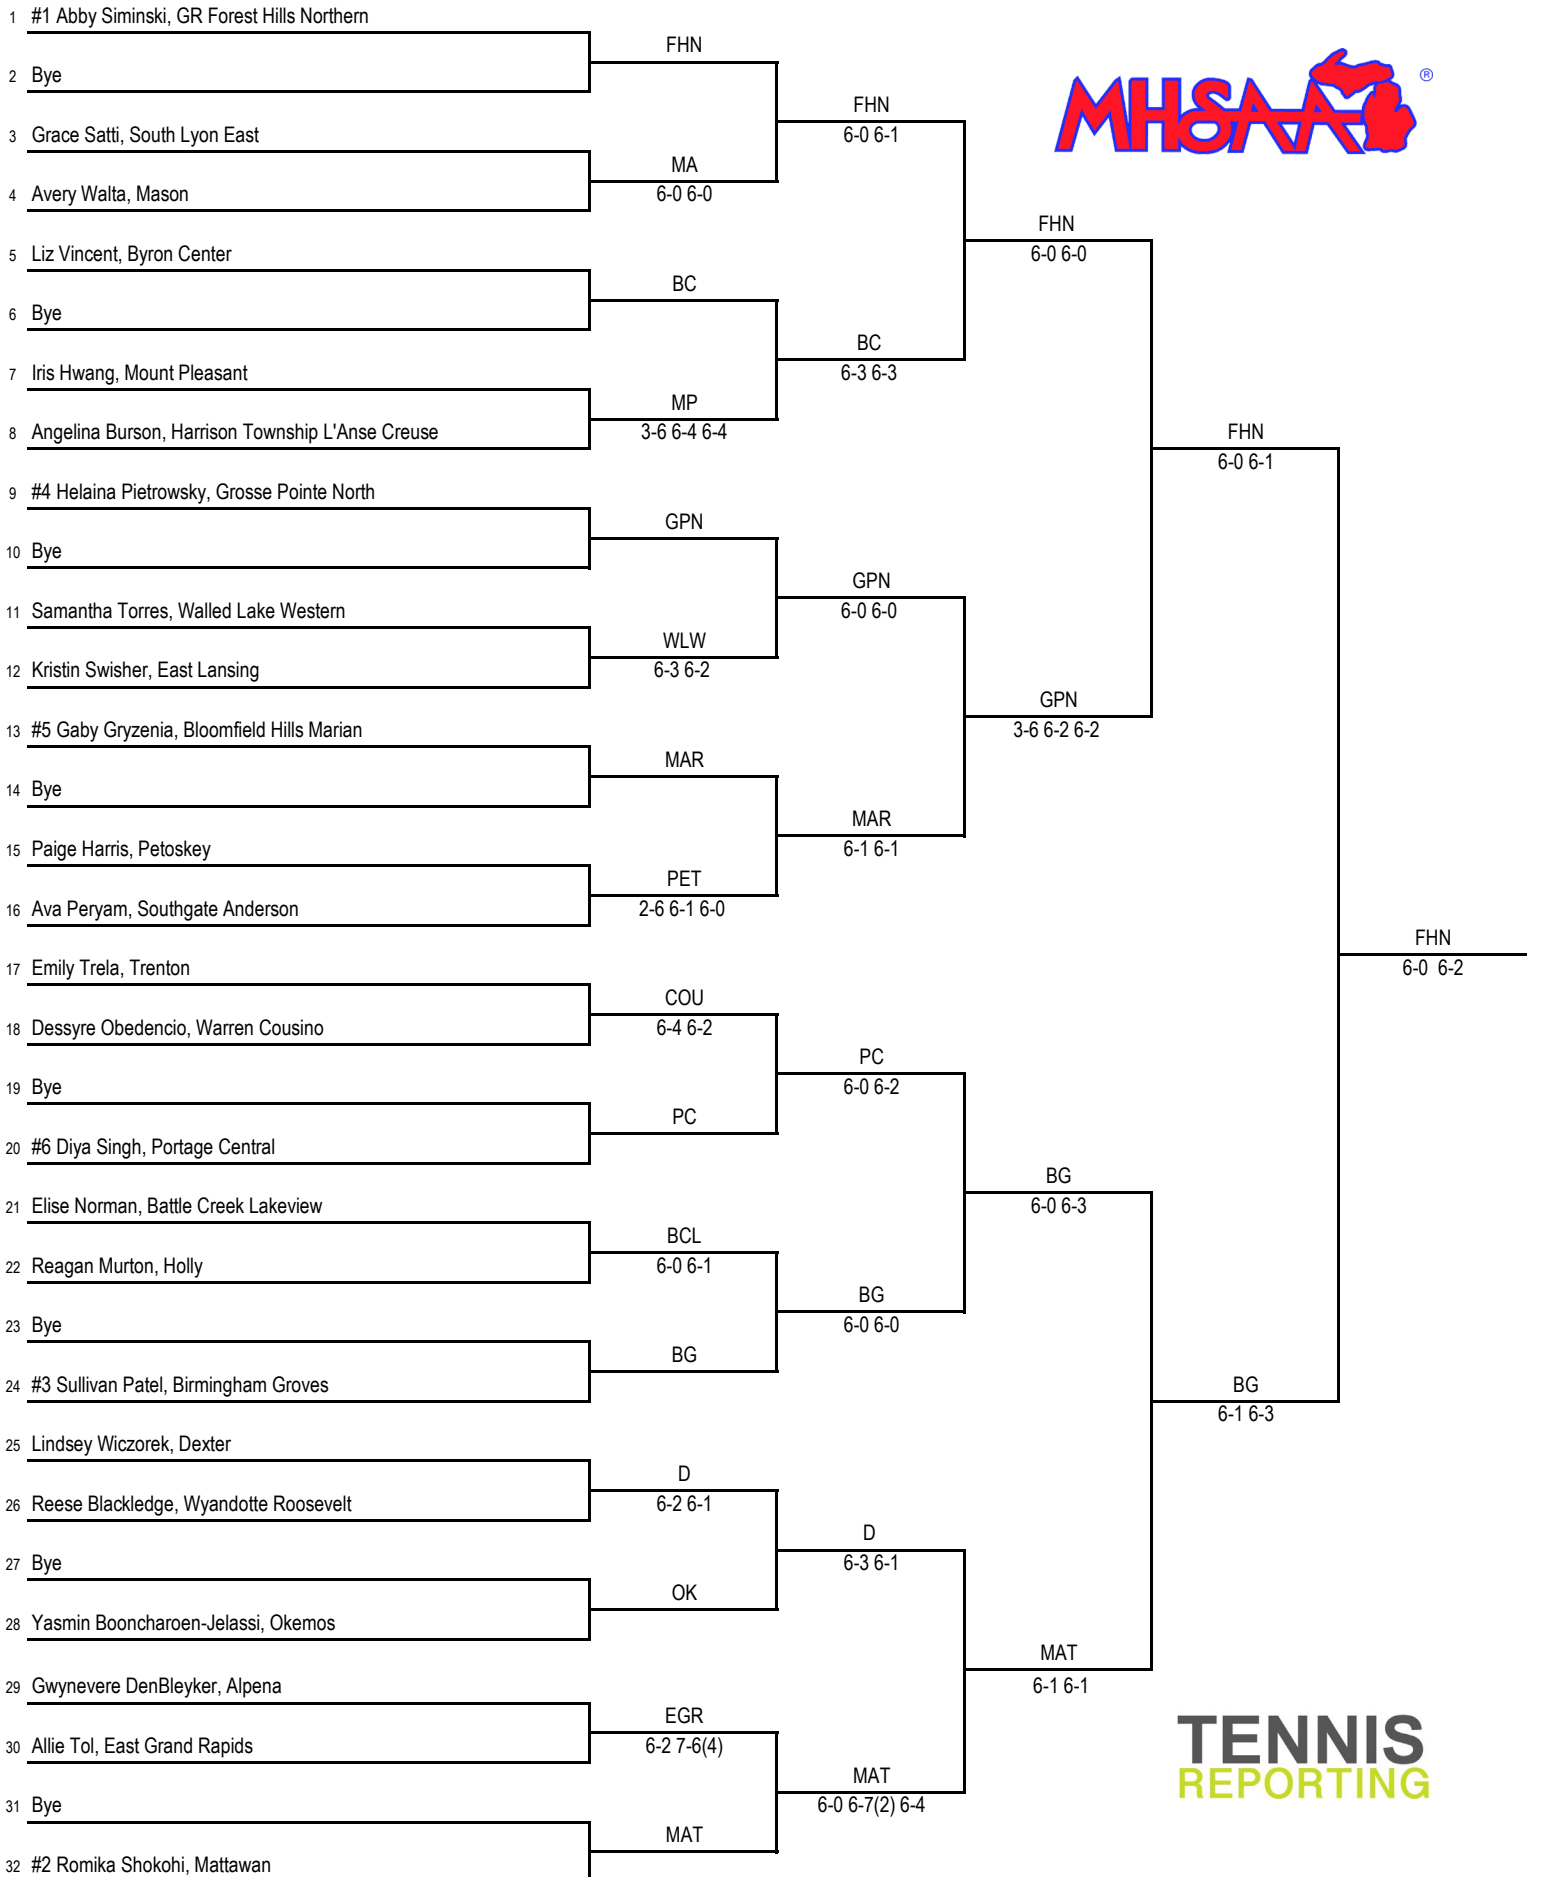 1 #1 Abby Siminski, GR Forest Hills Northern
FHN
2 Bye
FHN
6-0 6-1
3 Grace Satti, South Lyon East
MA
6-0 6-0
4 Avery Walta, Mason
FHN
6-0 6-0
5 Liz Vincent, Byron Center
BC
6 Bye
BC
6-3 6-3
7 Iris Hwang, Mount Pleasant
MP
3-6 6-4 6-4
8 Angelina Burson, Harrison Township L'Anse Creuse
FHN
6-0 6-1
9 #4 Helaina Pietrowsky, Grosse Pointe North
GPN
10 Bye
GPN
6-0 6-0
11 Samantha Torres, Walled Lake Western
WLW
6-3 6-2
12 Kristin Swisher, East Lansing
GPN
3-6 6-2 6-2
13 #5 Gaby Gryzenia, Bloomfield Hills Marian
MAR
14 Bye
MAR
6-1 6-1
15 Paige Harris, Petoskey
PET
2-6 6-1 6-0
16 Ava Peryam, Southgate Anderson
FHN
6-0 6-2
17 Emily Trela, Trenton
COU
6-4 6-2
18 Dessyre Obedencio, Warren Cousino
PC
6-0 6-2
19 Bye
PC
20 #6 Diya Singh, Portage Central
BG
6-0 6-3
21 Elise Norman, Battle Creek Lakeview
BCL
6-0 6-1
22 Reagan Murton, Holly
BG
6-0 6-0
23 Bye
BG
24 #3 Sullivan Patel, Birmingham Groves
BG
6-1 6-3
25 Lindsey Wiczorek, Dexter
D
6-2 6-1
26 Reese Blackledge, Wyandotte Roosevelt
D
6-3 6-1
27 Bye
OK
28 Yasmin Booncharoen-Jelassi, Okemos
MAT
6-1 6-1
29 Gwynevere DenBleyker, Alpena
EGR
6-2 7-6(4)
30 Allie Tol, East Grand Rapids
MAT
6-0 6-7(2) 6-4
31 Bye
MAT
32 #2 Romika Shokohi, Mattawan
MHSAA ®
TENNIS
REPORTING